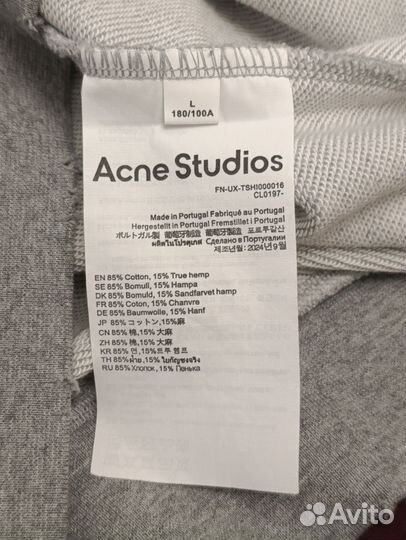 L
180/100A
Acne Studios
FN-UX-TSHI000016
CL0197-
Made in Portugal Fabriqué au Portugal
Hergestellt in Portugal Fremstillet i Portugal
ポルトガル製 葡萄牙制造 葡萄牙製造 포르투갈산
ผลิตในโปรตุเกส Сделано в Португалии
제조년월: 2024년 9월
EN 85% Cotton, 15% True hemp
SE 85% Bomull, 15% Hampa
DK 85% Bomuld, 15% Sandfarvet hamp
FR 85% Coton, 15% Chanvre
DE 85% Baumwolle, 15% Hanf
JP 85% コットン, 15%麻
CN 85% 棉, 15% 大麻
ZH 85% 棉, 15% 大麻
KR 85% 면, 15%트루 헴프
TH 85%ฝ้าย, 15% ใยกัญชงจริง
RU 85% Хлопок, 15% Пенька
Avito